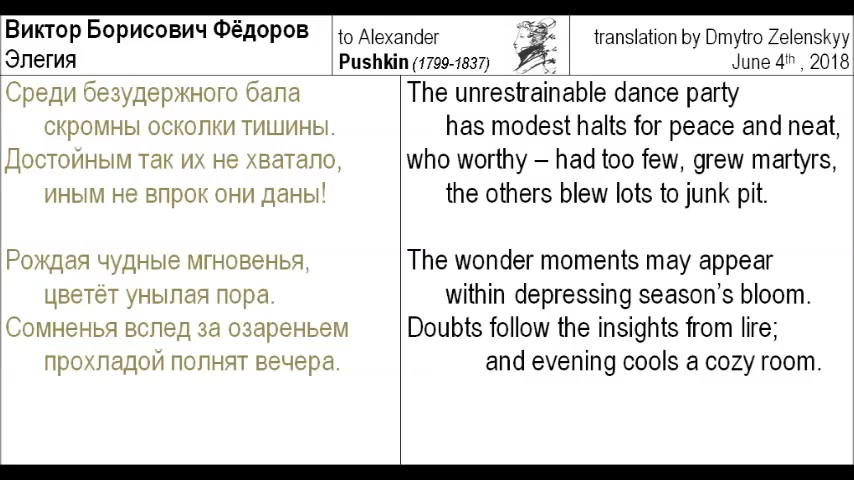 Виктор Борисович Фёдоров
Элегия
to Alexander
Pushkin (1799-1837)
translation by Dmytro Zelenskyy
June 4th , 2018
Среди безудержного бала
скромны осколки тишины.
Достойным так их не хватало,
иным не впрок они даны!
Рождая чудные мгновенья,
цветёт унылая пора.
Сомненья вслед за озареньем
прохладой полнят вечера.
The unrestrainable dance party
has modest halts for peace and neat,
who worthy – had too few, grew martyrs,
the others blew lots to junk pit.
The wonder moments may appear
within depressing season’s bloom.
Doubts follow the insights from lire;
and evening cools a cozy room.